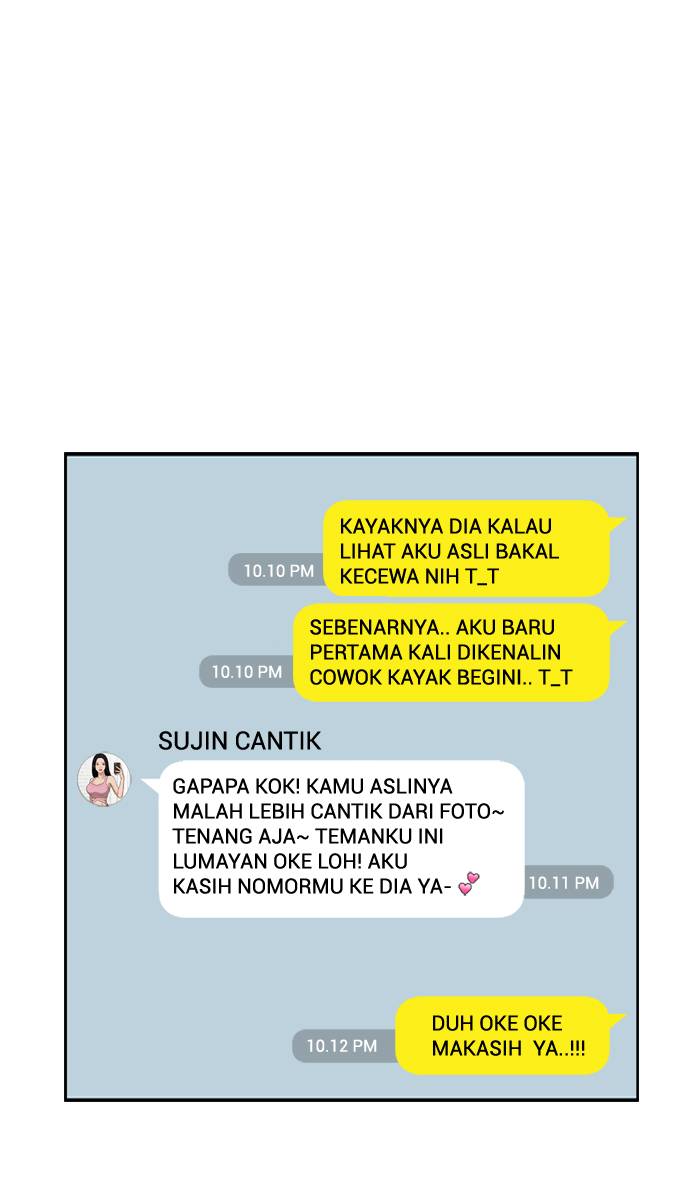 KAYAKNYA DIA KALAU
LIHAT AKU ASLI BAKAL
KECEWA NIH T_T
10.10 PM
SEBENARNYA.. AKU BARU
PERTAMA KALI DIKENALIN
COWOK KAYAK BEGINI.. T_T
10.10 PM
SUJIN CANTIK
GAPAPA KOK! KAMU ASLINYA
MALAH LEBIH CANTIK DARI FOTO~
TENANG AJA~ TEMANKU INI
LUMAYAN OKE LOH! AKU
KASIH NOMORMU KE DIA YA- 💕
10.11 PM
DUH OKE OKE
MAKASIH  YA..!!!
10.12 PM